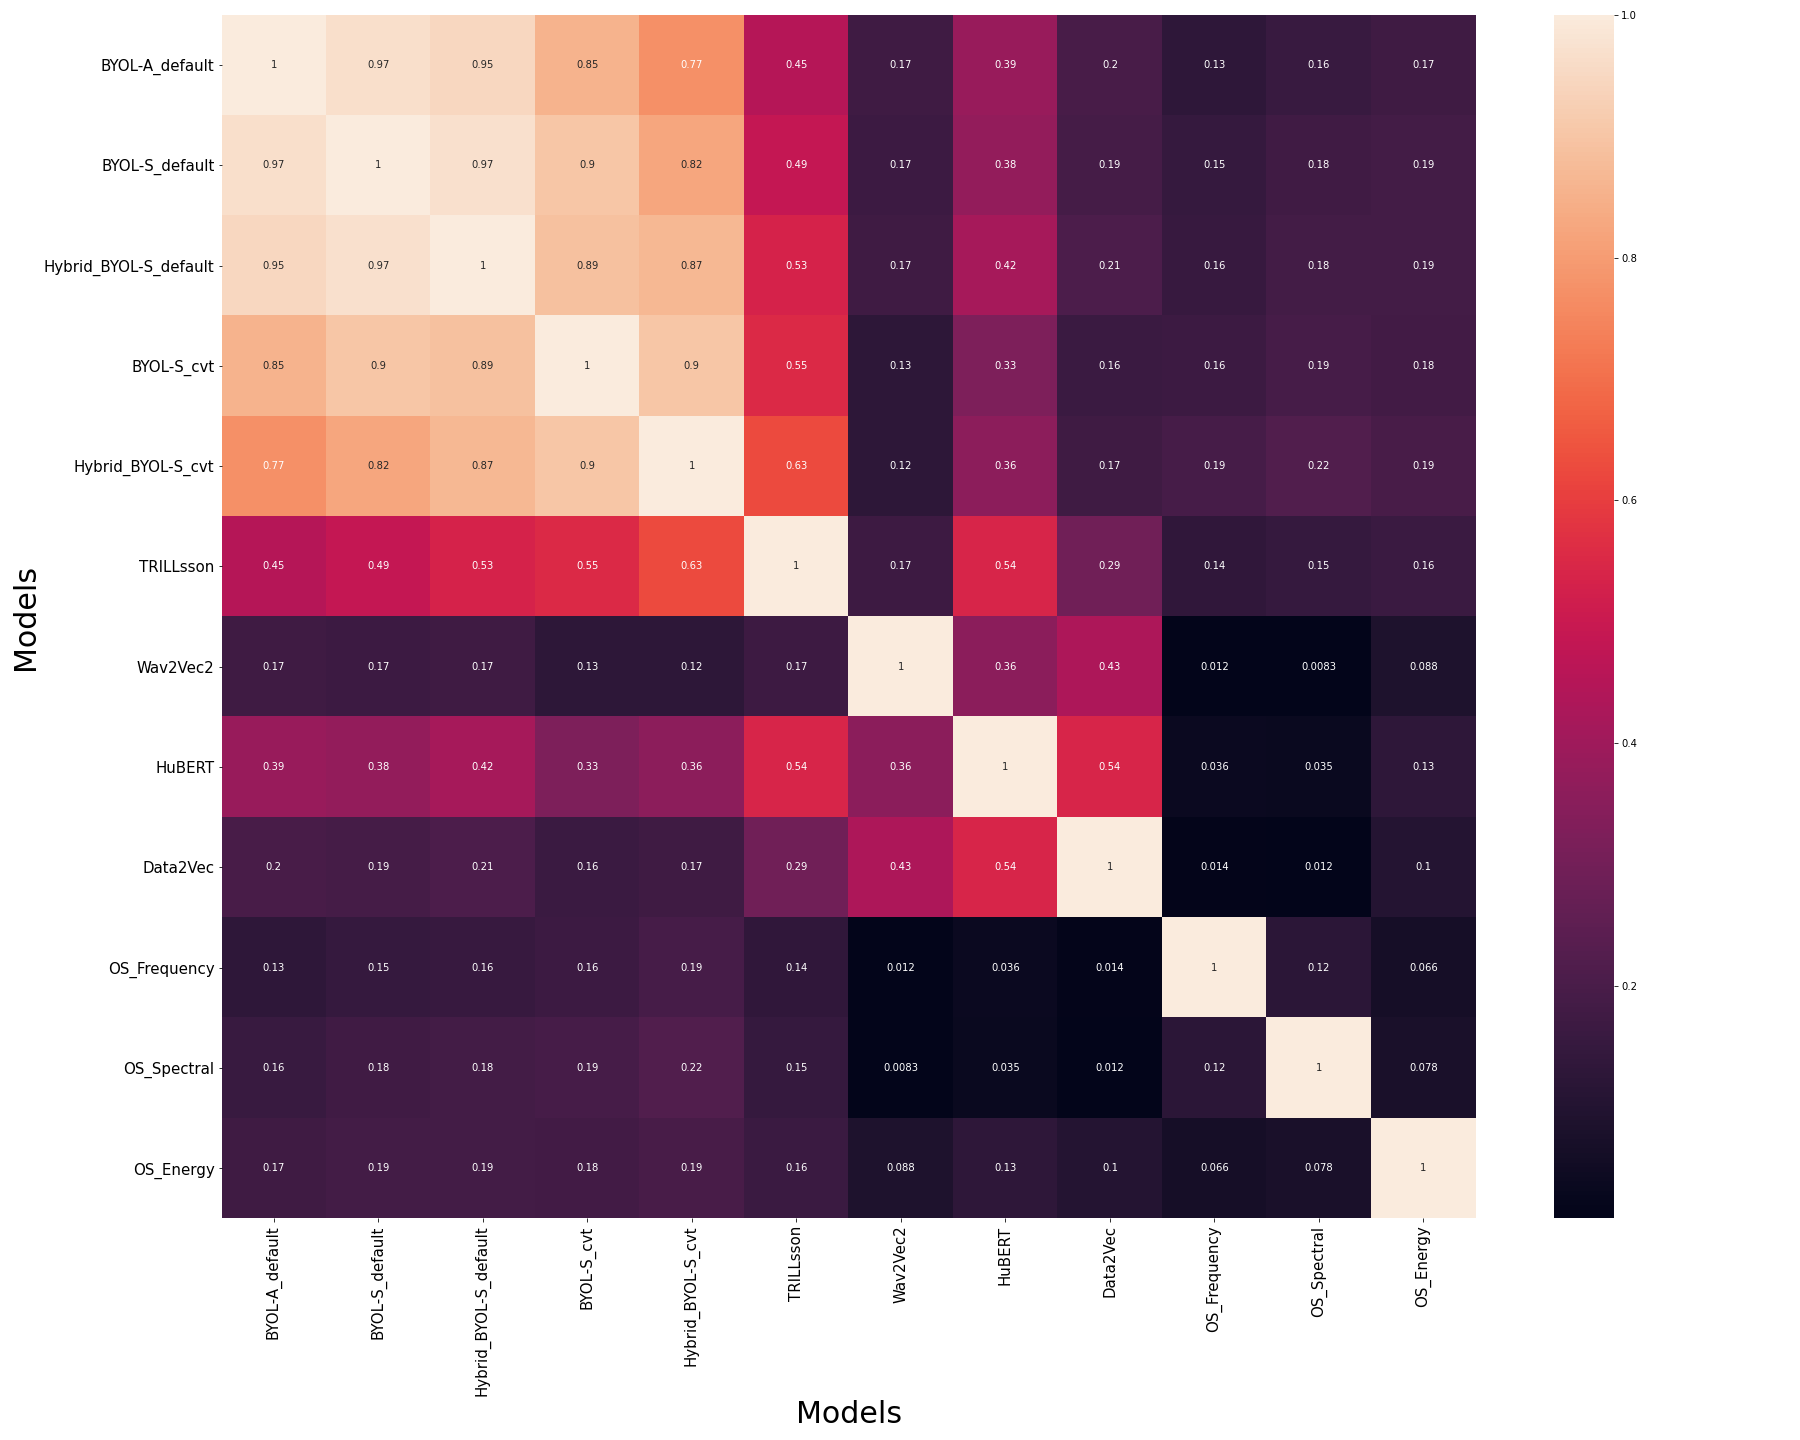 BYOL-A_default 1 0.97 0.95 0.85 0.77 0.45 0.17 0.39 0.2 0.13 0.16 0.17
BYOL-S_default 0.97 1 0.97 0.9 0.82 0.49 0.17 0.38 0.19 0.15 0.18 0.19
Hybrid_BYOL-S_default 0.95 0.97 1 0.89 0.87 0.53 0.17 0.42 0.21 0.16 0.18 0.19
BYOL-S_cvt 0.85 0.9 0.89 1 0.9 0.55 0.13 0.33 0.16 0.16 0.19 0.18
Hybrid_BYOL-S_cvt 0.77 0.82 0.87 0.9 1 0.63 0.12 0.36 0.17 0.19 0.22 0.19
TRILLsson 0.45 0.49 0.53 0.55 0.63 1 0.17 0.54 0.29 0.14 0.15 0.16
Wav2Vec2 0.17 0.17 0.17 0.13 0.12 0.17 1 0.36 0.43 0.012 0.0083 0.088
HuBERT 0.39 0.38 0.42 0.33 0.36 0.54 0.36 1 0.54 0.036 0.035 0.13
Data2Vec 0.2 0.19 0.21 0.16 0.17 0.29 0.43 0.54 1 0.014 0.012 0.1
OS_Frequency 0.13 0.15 0.16 0.16 0.19 0.14 0.012 0.036 0.014 1 0.12 0.066
OS_Spectral 0.16 0.18 0.18 0.19 0.22 0.15 0.0083 0.035 0.012 0.12 1 0.078
OS_Energy 0.17 0.19 0.19 0.18 0.19 0.16 0.088 0.13 0.1 0.066 0.078 1
Models
BYOL-A_default
BYOL-S_default
Hybrid_BYOL-S_default
BYOL-S_cvt
Hybrid_BYOL-S_cvt
TRILLsson
Wav2Vec2
HuBERT
Data2Vec
OS_Frequency
OS_Spectral
OS_Energy
Models
1.0
0.8
0.6
0.4
0.2